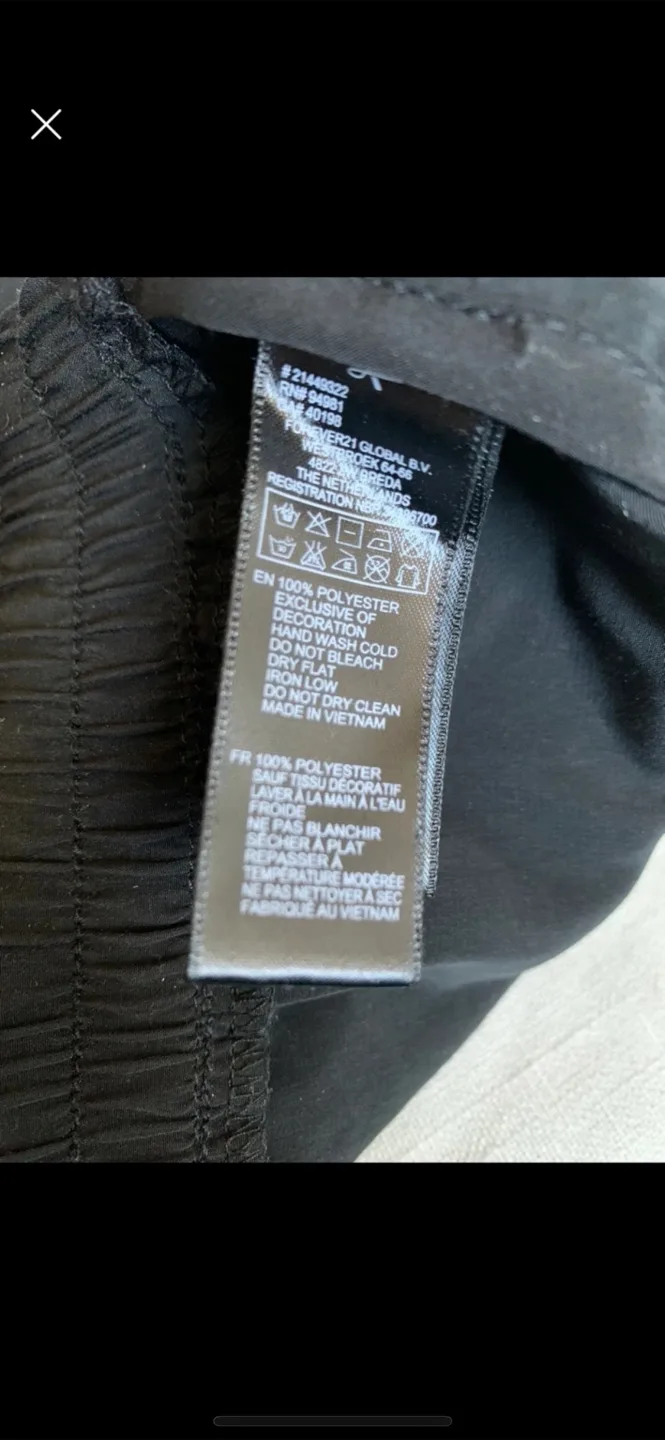 # 21449322
RN# 94981
40198
FOREVER21 GLOBAL B.V.
WESTBROEK 64-66
BREDA
THE NETHERLANDS
REGISTRATION
EN 100% POLYESTER
EXCLUSIVE OF
DECORATION
HAND WASH COLD
DO NOT BLEACH
DRY FLAT
IRON LOW
DO NOT DRY CLEAN
MADE IN VIETNAM
FR 100% POLYESTER
SAUF TISSU DÉCORATIF
LAVER À LA MAIN À L'EAU
FROIDE
NE PAS BLANCHIR
SÉCHER À PLAT
REPASSER À
TEMPÉRATURE MODÉRÉE
NE PAS NETTOYER À SEC
FABRIQUÉ AU VIETNAM